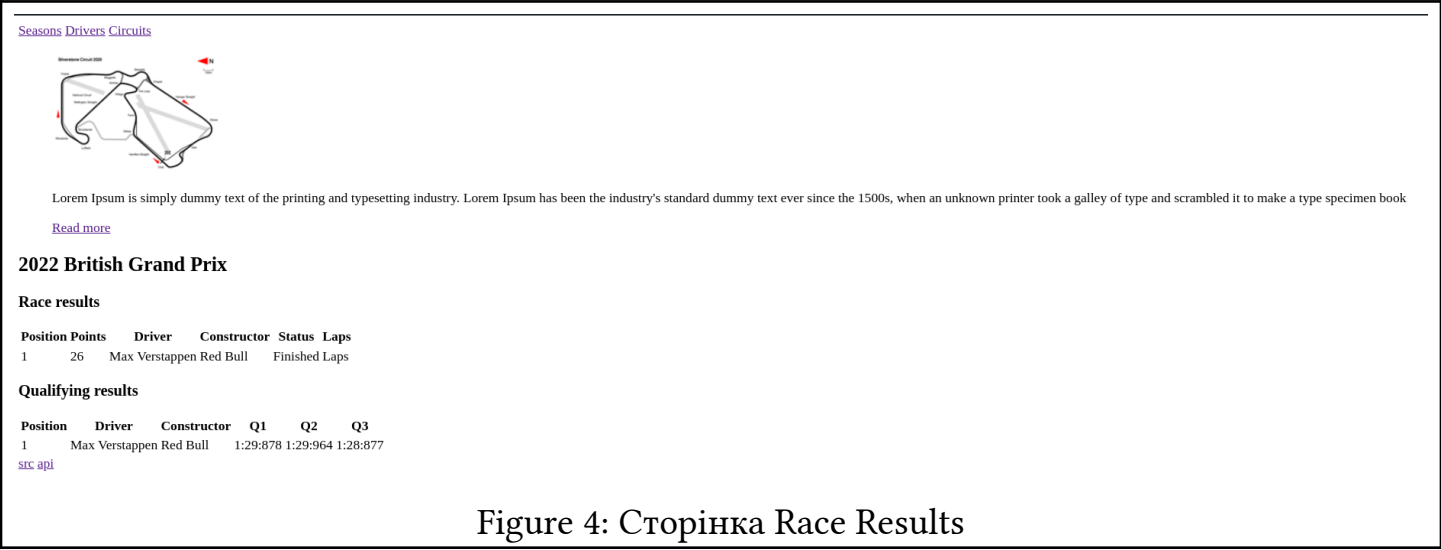 Seasons Drivers Circuits
Silverstone Circuit 2020
N
Lorem Ipsum is simply dummy text of the printing and typesetting industry. Lorem Ipsum has been the industry's standard dummy text ever since the 1500s, when an unknown printer took a galley of type and scrambled it to make a type specimen book
Read more
2022 British Grand Prix
Race results
Position Points Driver Constructor Status Laps
1 26 Max Verstappen Red Bull Finished Laps
Qualifying results
Position Driver Constructor Q1 Q2 Q3
1 Max Verstappen Red Bull 1:29:878 1:29:964 1:28:877
src api
Figure 4: Сторінка Race Results